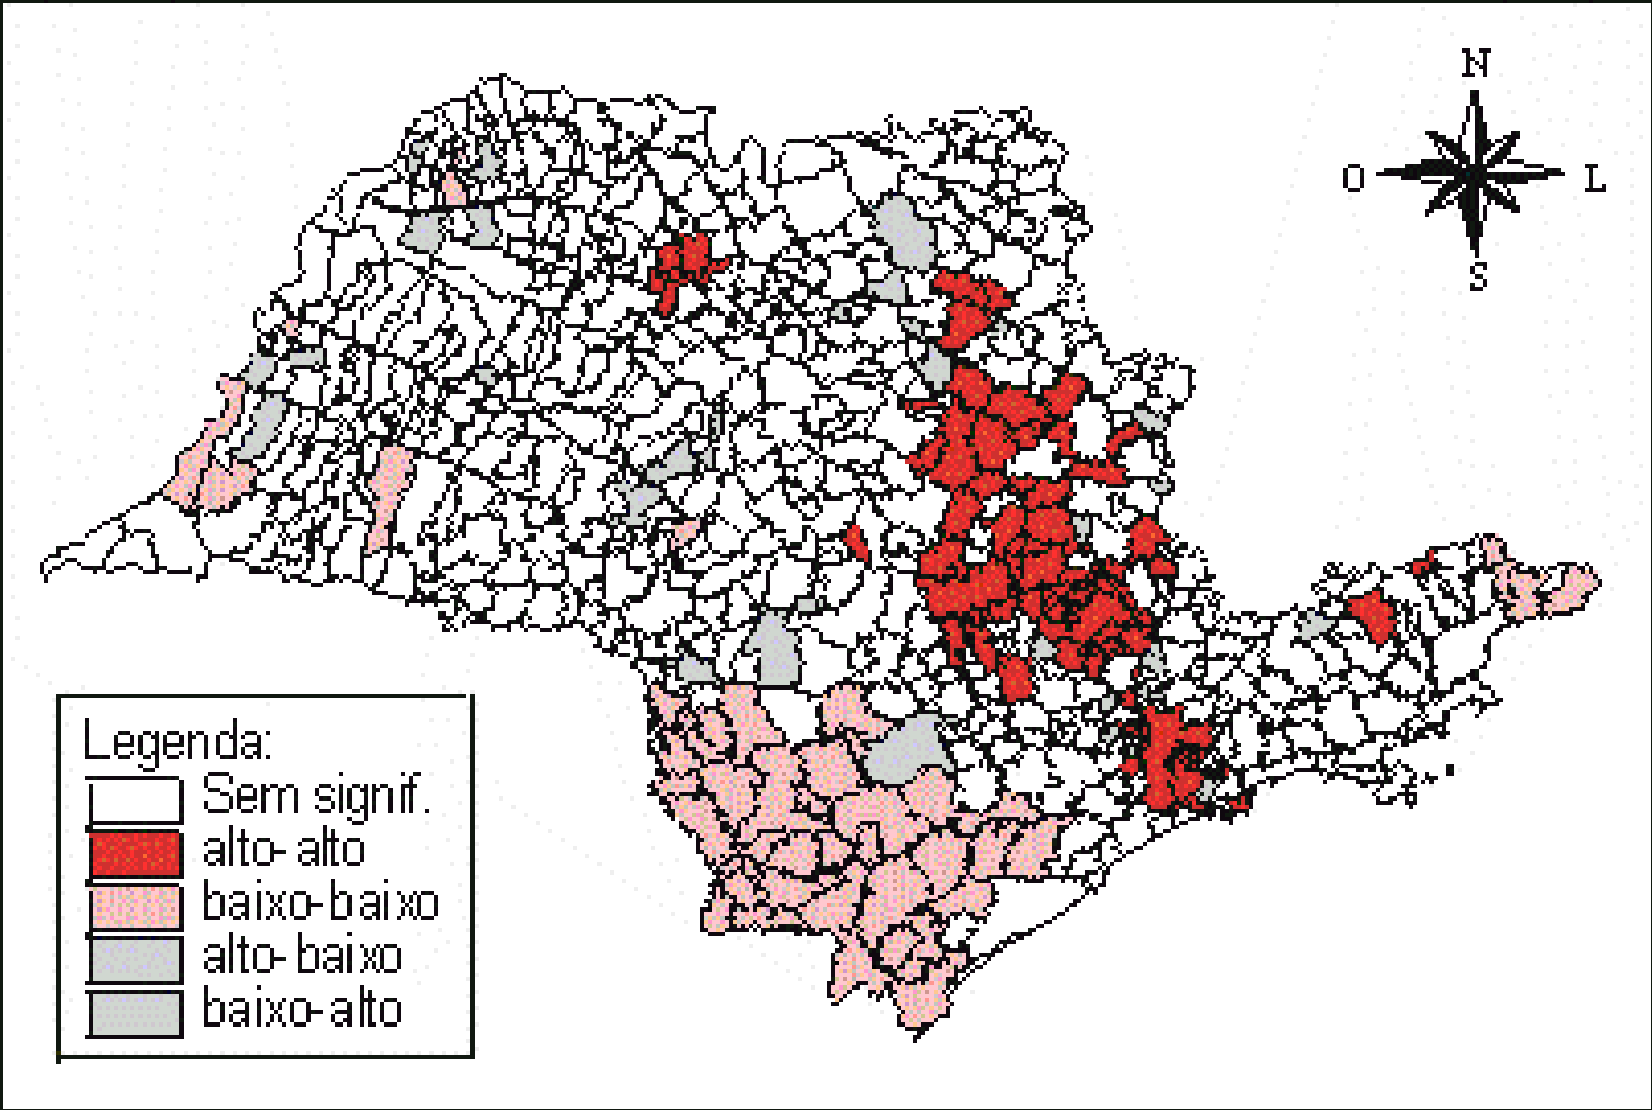 N
O L
S
Legenda:
Sem signif.
alto-alto
baixo-baixo
alto-baixo
baixo-alto